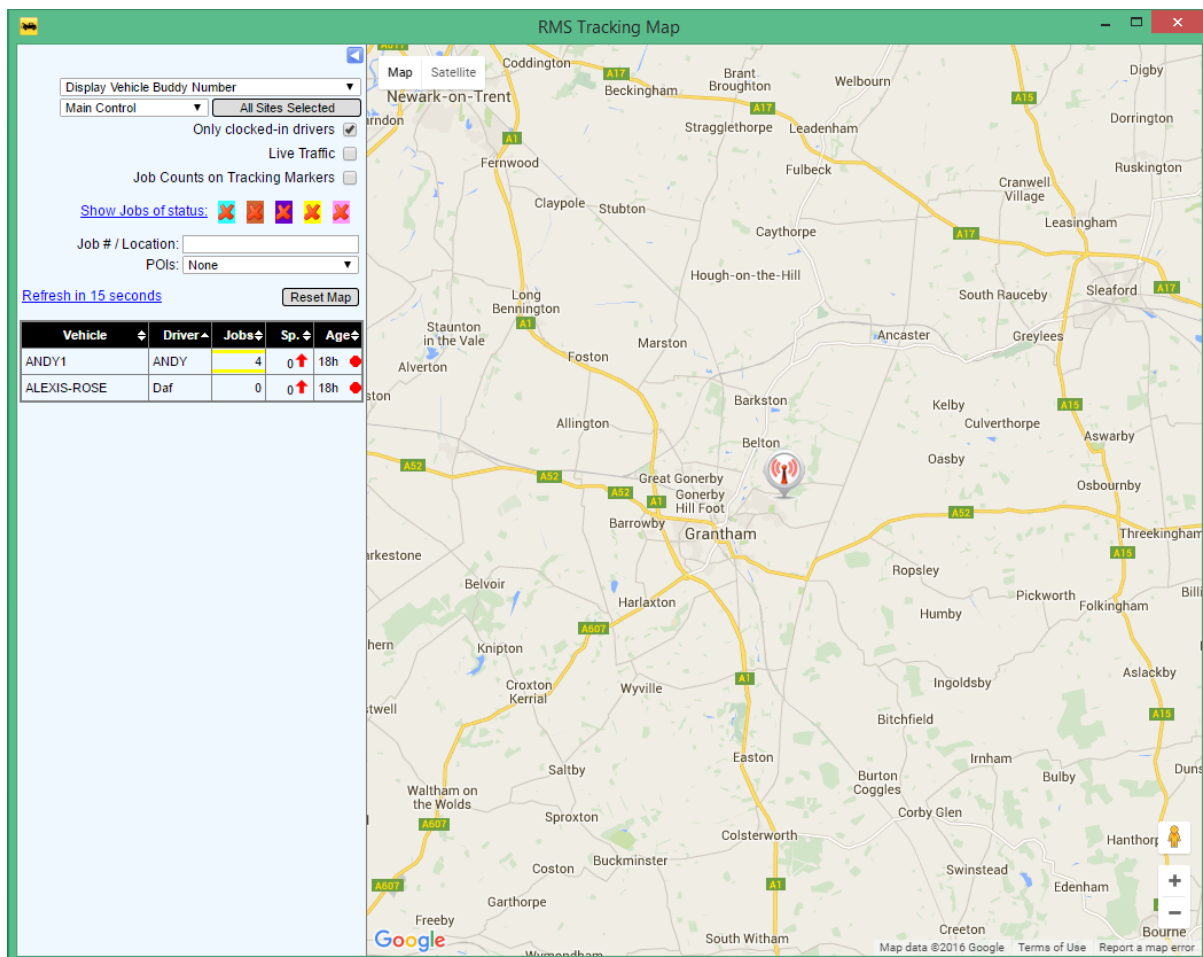 RMS Tracking Map
Display Vehicle Buddy Number
Main Control
All Sites Selected
Only clocked-in drivers
Live Traffic
Job Counts on Tracking Markers
Show Jobs of status:
Job # / Location:
POIs: None
Refresh in 15 seconds
Reset Map
Vehicle Driver Jobs Sp. Age
ANDY1 ANDY 4 0 18h
ALEXIS-ROSE Daf 0 0 18h
Map Satellite
Coddington
A17
Brant
Broughton
Welbourn
Digby
Beckingham
Newark-on-Trent
A17
A15
Dorrington
Stragglethorpe
Leadenham
A1
Fernwood
Fulbeck
Ruskington
Cranwell
Village
Claypole
Stubton
Leasingham
Caythorpe
A17
Hough-on-the-Hill
Long
Bennington
South Rauceby
Sleaford
A17
A1
Staunton
in the Vale
Marston
Ancaster
Greylees
Foston
Alverton
Barkston
Kelby
A15
Culverthorpe
Allington
Belton
Aswarby
Oasby
A52
A52
Great Gonerby
A52
A1
Gonerby
Hill Foot
Osbournby
Barrowby
A52
Grantham
Threekingham
A15
Ropsley
Belvoir
Harlaxton
Pickworth
Folkingham
Humby
A607
Knipton
Aslackby
A1
Croxton
Kerrial
Wyville
Ingoldsby
A15
Bitchfield
Easton
Irnham
Saltby
Burton
Coggles
Bulby
Waltham on
the Wolds
Corby Glen
Sproxton
A607
Colsterworth
Buckminster
Coston
Swinstead
A607
A1
Edenham
Garthorpe
Freeby
South Witham
Creeton
Bourne
Google
Map data ©2016 Google Terms of Use Report a map error